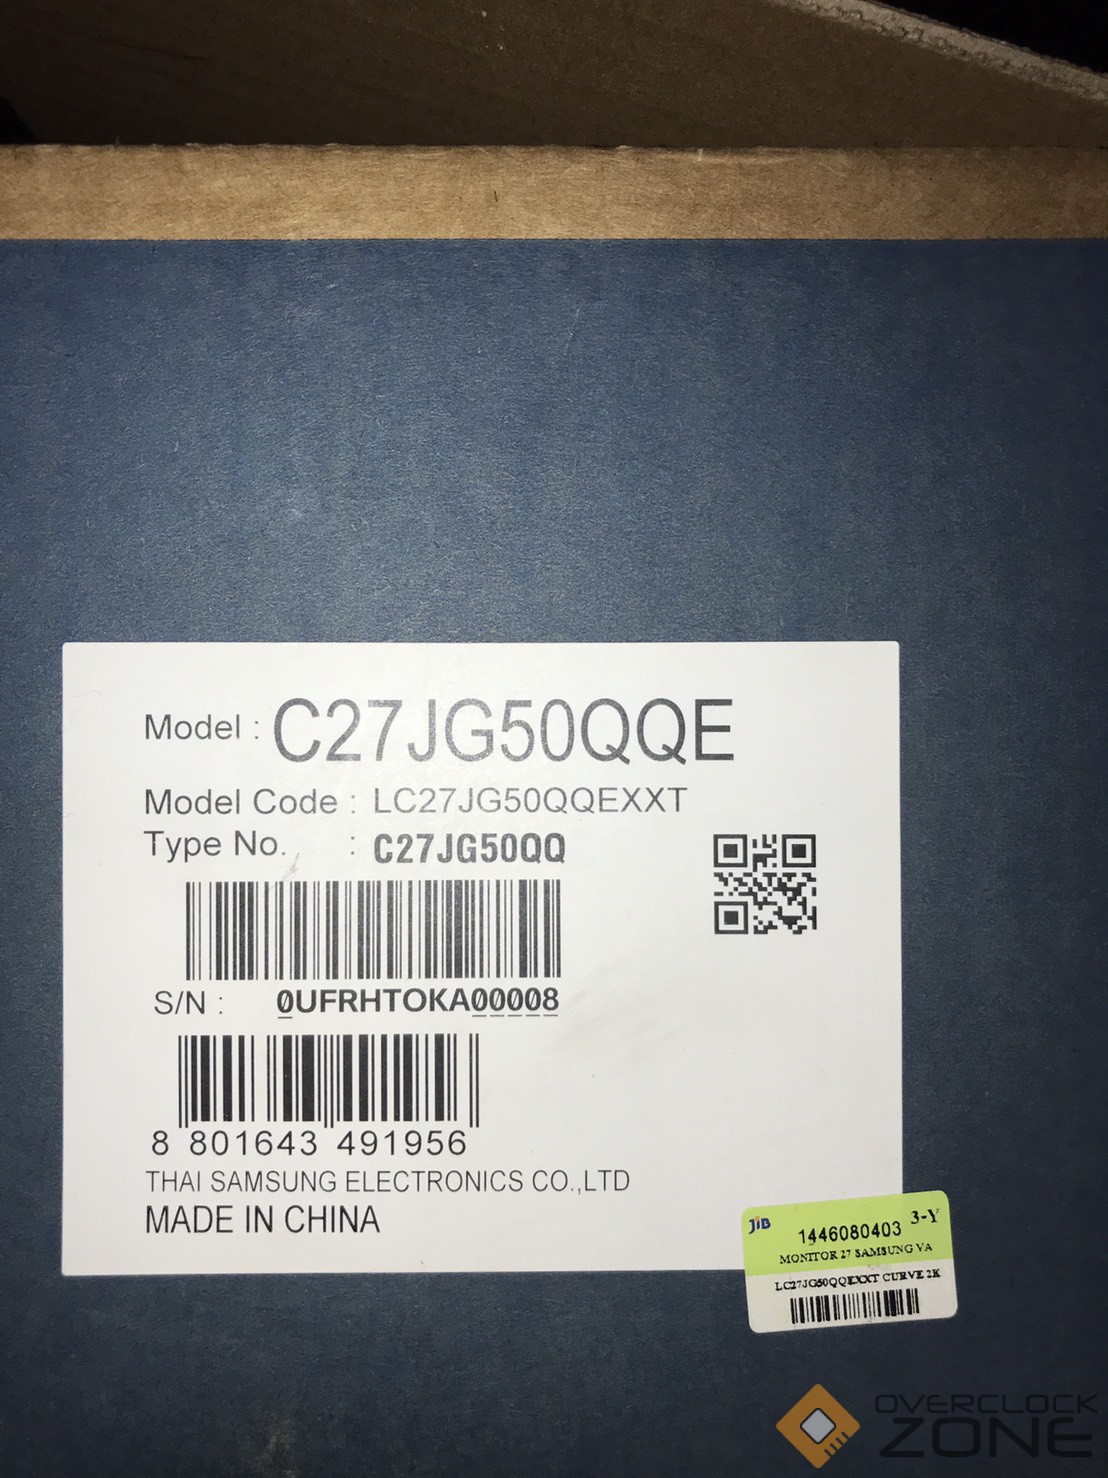 Model : C27JG50QQE
Model Code : LC27JG50QQEXXT
Type No. : C27JG50QQ
S/N : 0UFRHTOKA00008
8 801643 491956
THAI SAMSUNG ELECTRONICS CO.,LTD
MADE IN CHINA
JIB 1446080403 3-Y
MONITOR 27 SAMSUNG VA
LC27JG50QQEXXT CURVE 2K
OVERCLOCK
ZONE